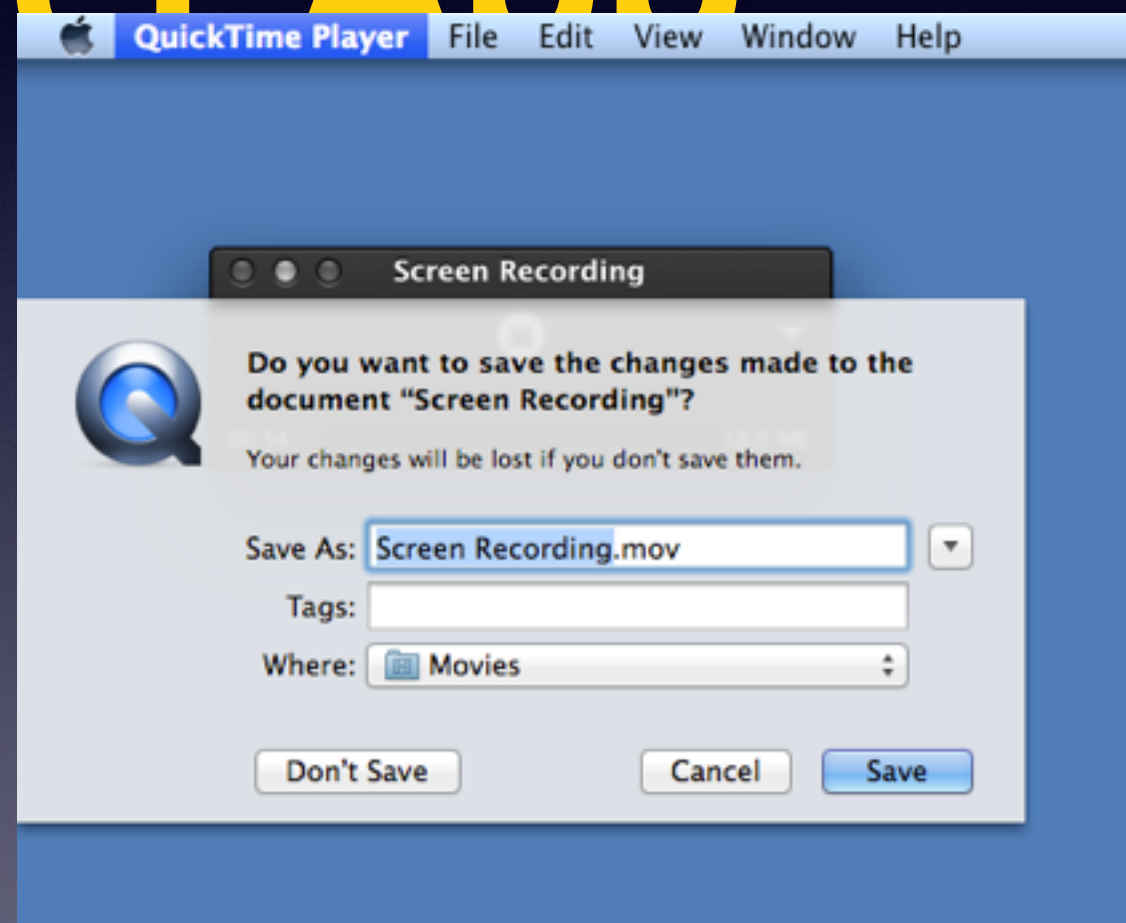 QuickTime Player File Edit View Window Help
Screen Recording
Do you want to save the changes made to the
document “Screen Recording”?
Your changes will be lost if you don't save them.
Save As: Screen Recording.mov
Tags:
Where: Movies
Don't Save Cancel Save